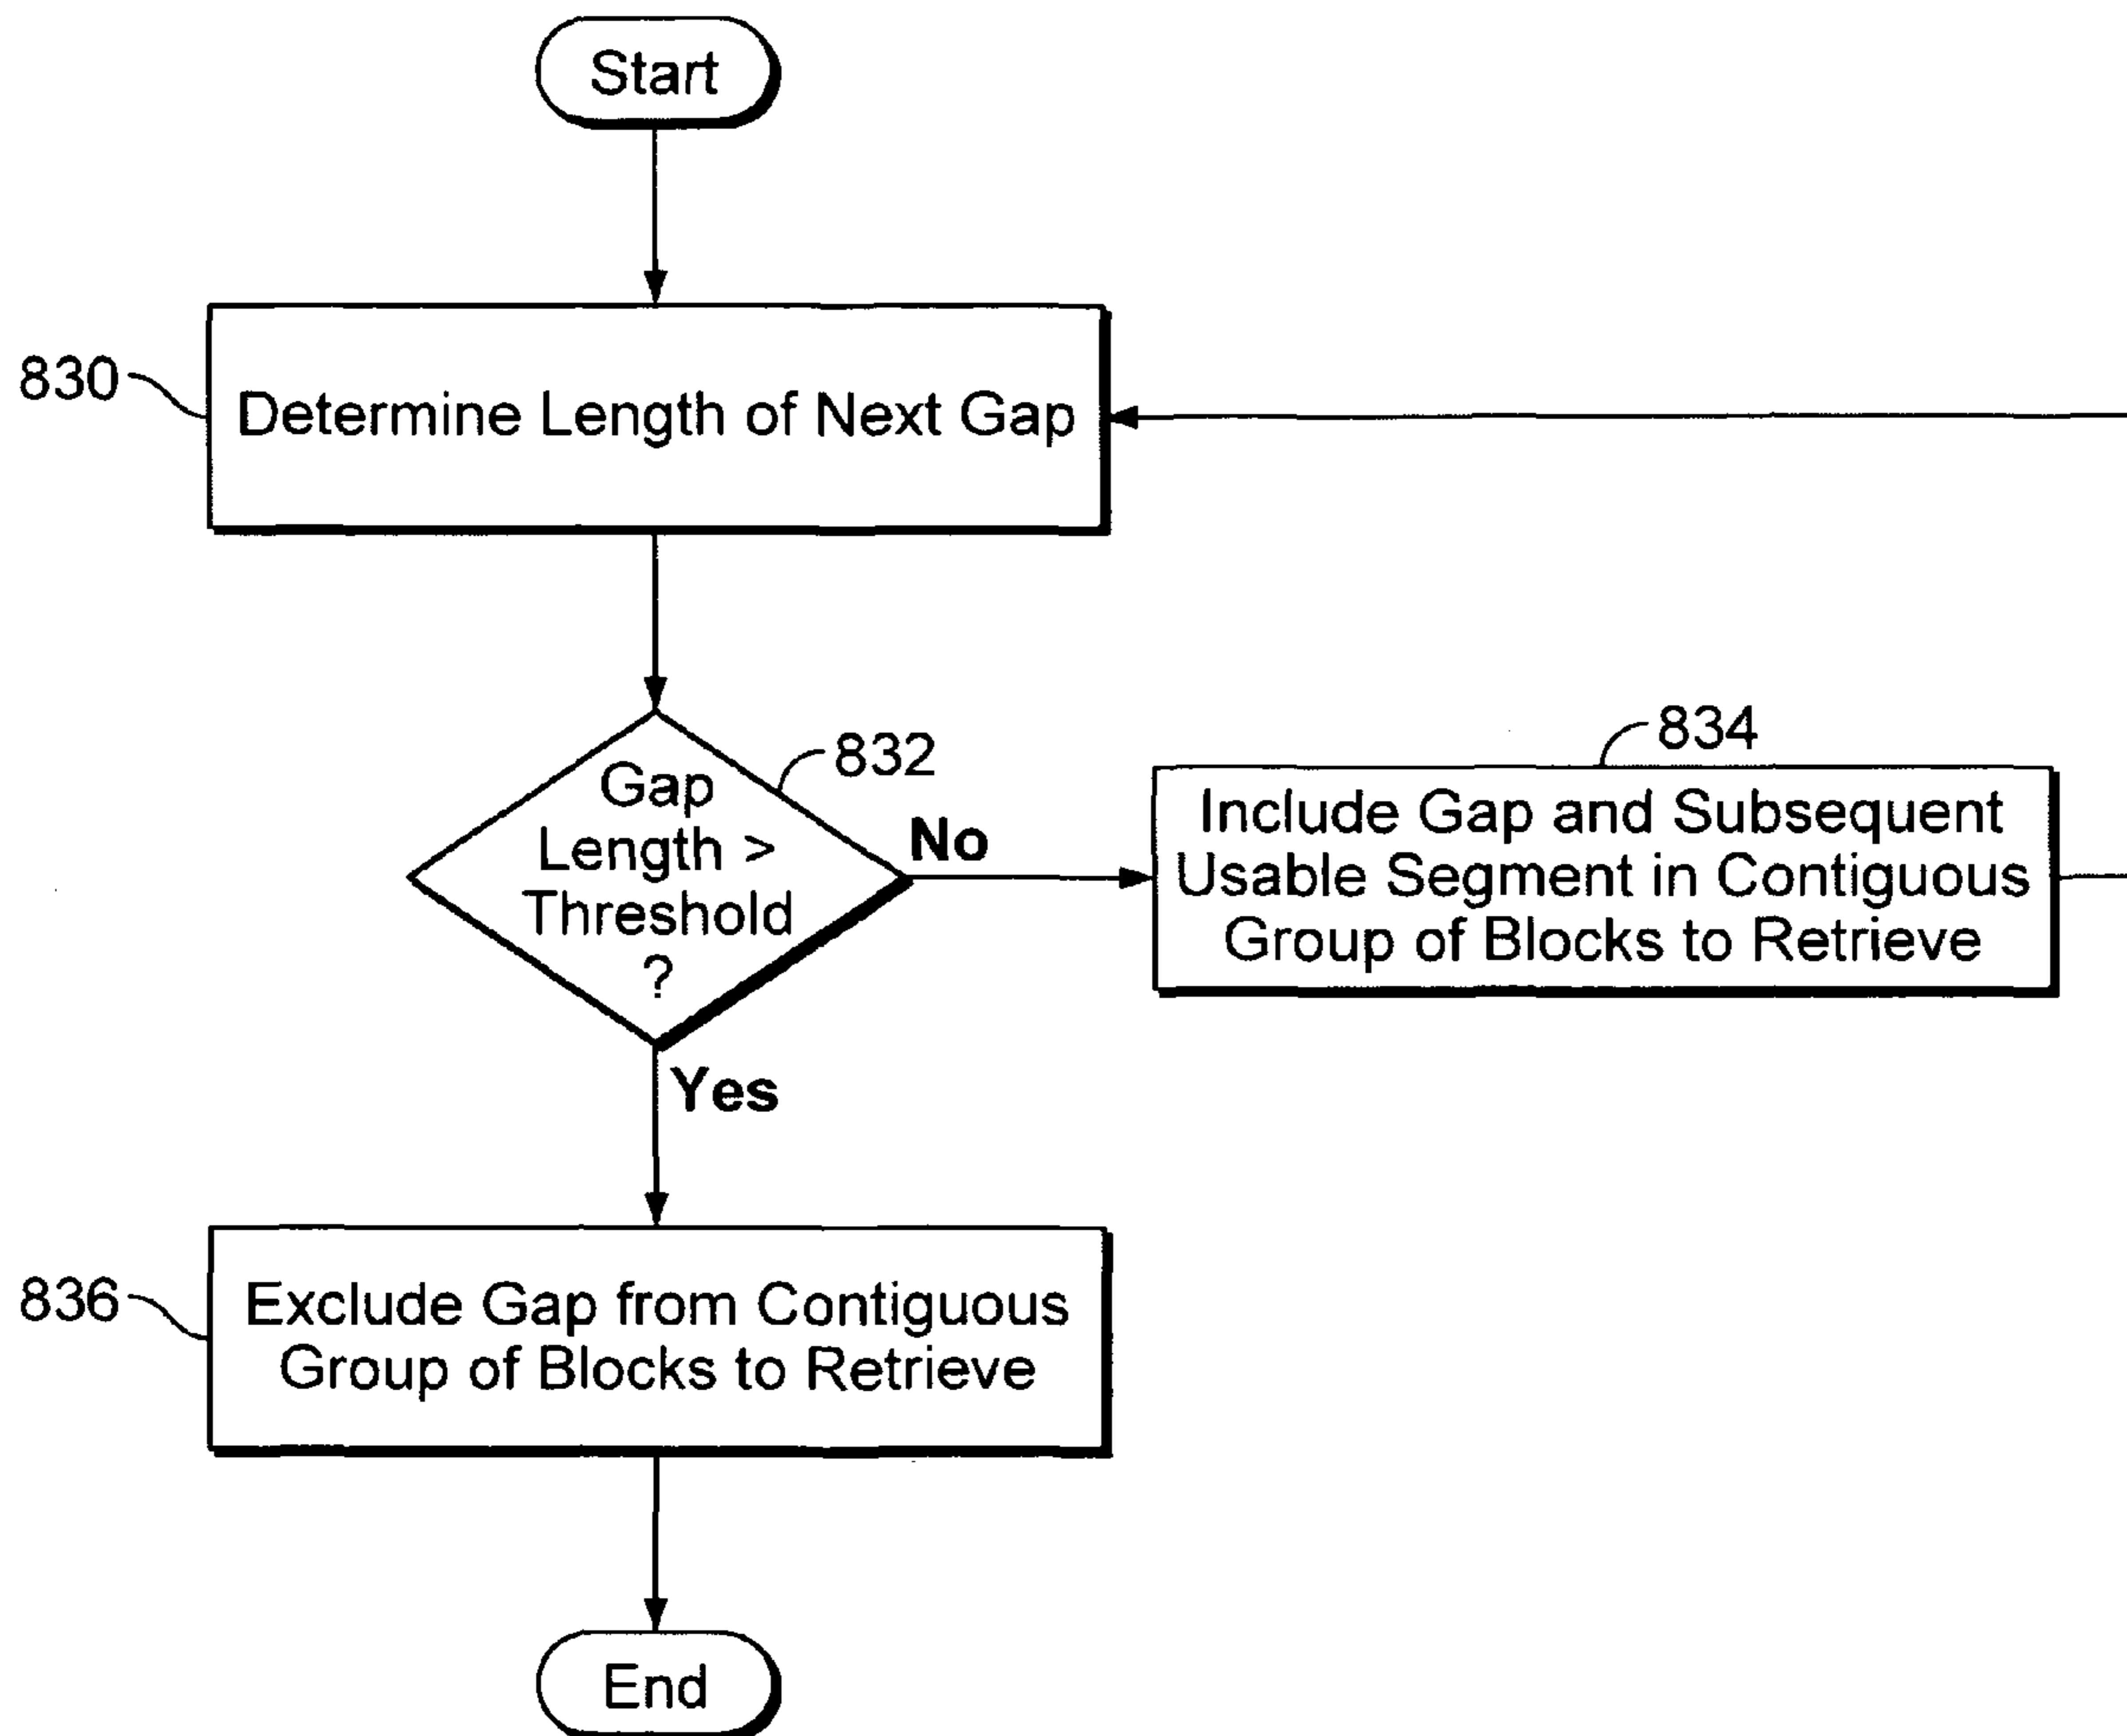 Start
830
Determine Length of Next Gap
832
Gap
Length >
Threshold
?
No
834
Include Gap and Subsequent
Usable Segment in Contiguous
Group of Blocks to Retrieve
Yes
836
Exclude Gap from Contiguous
Group of Blocks to Retrieve
End